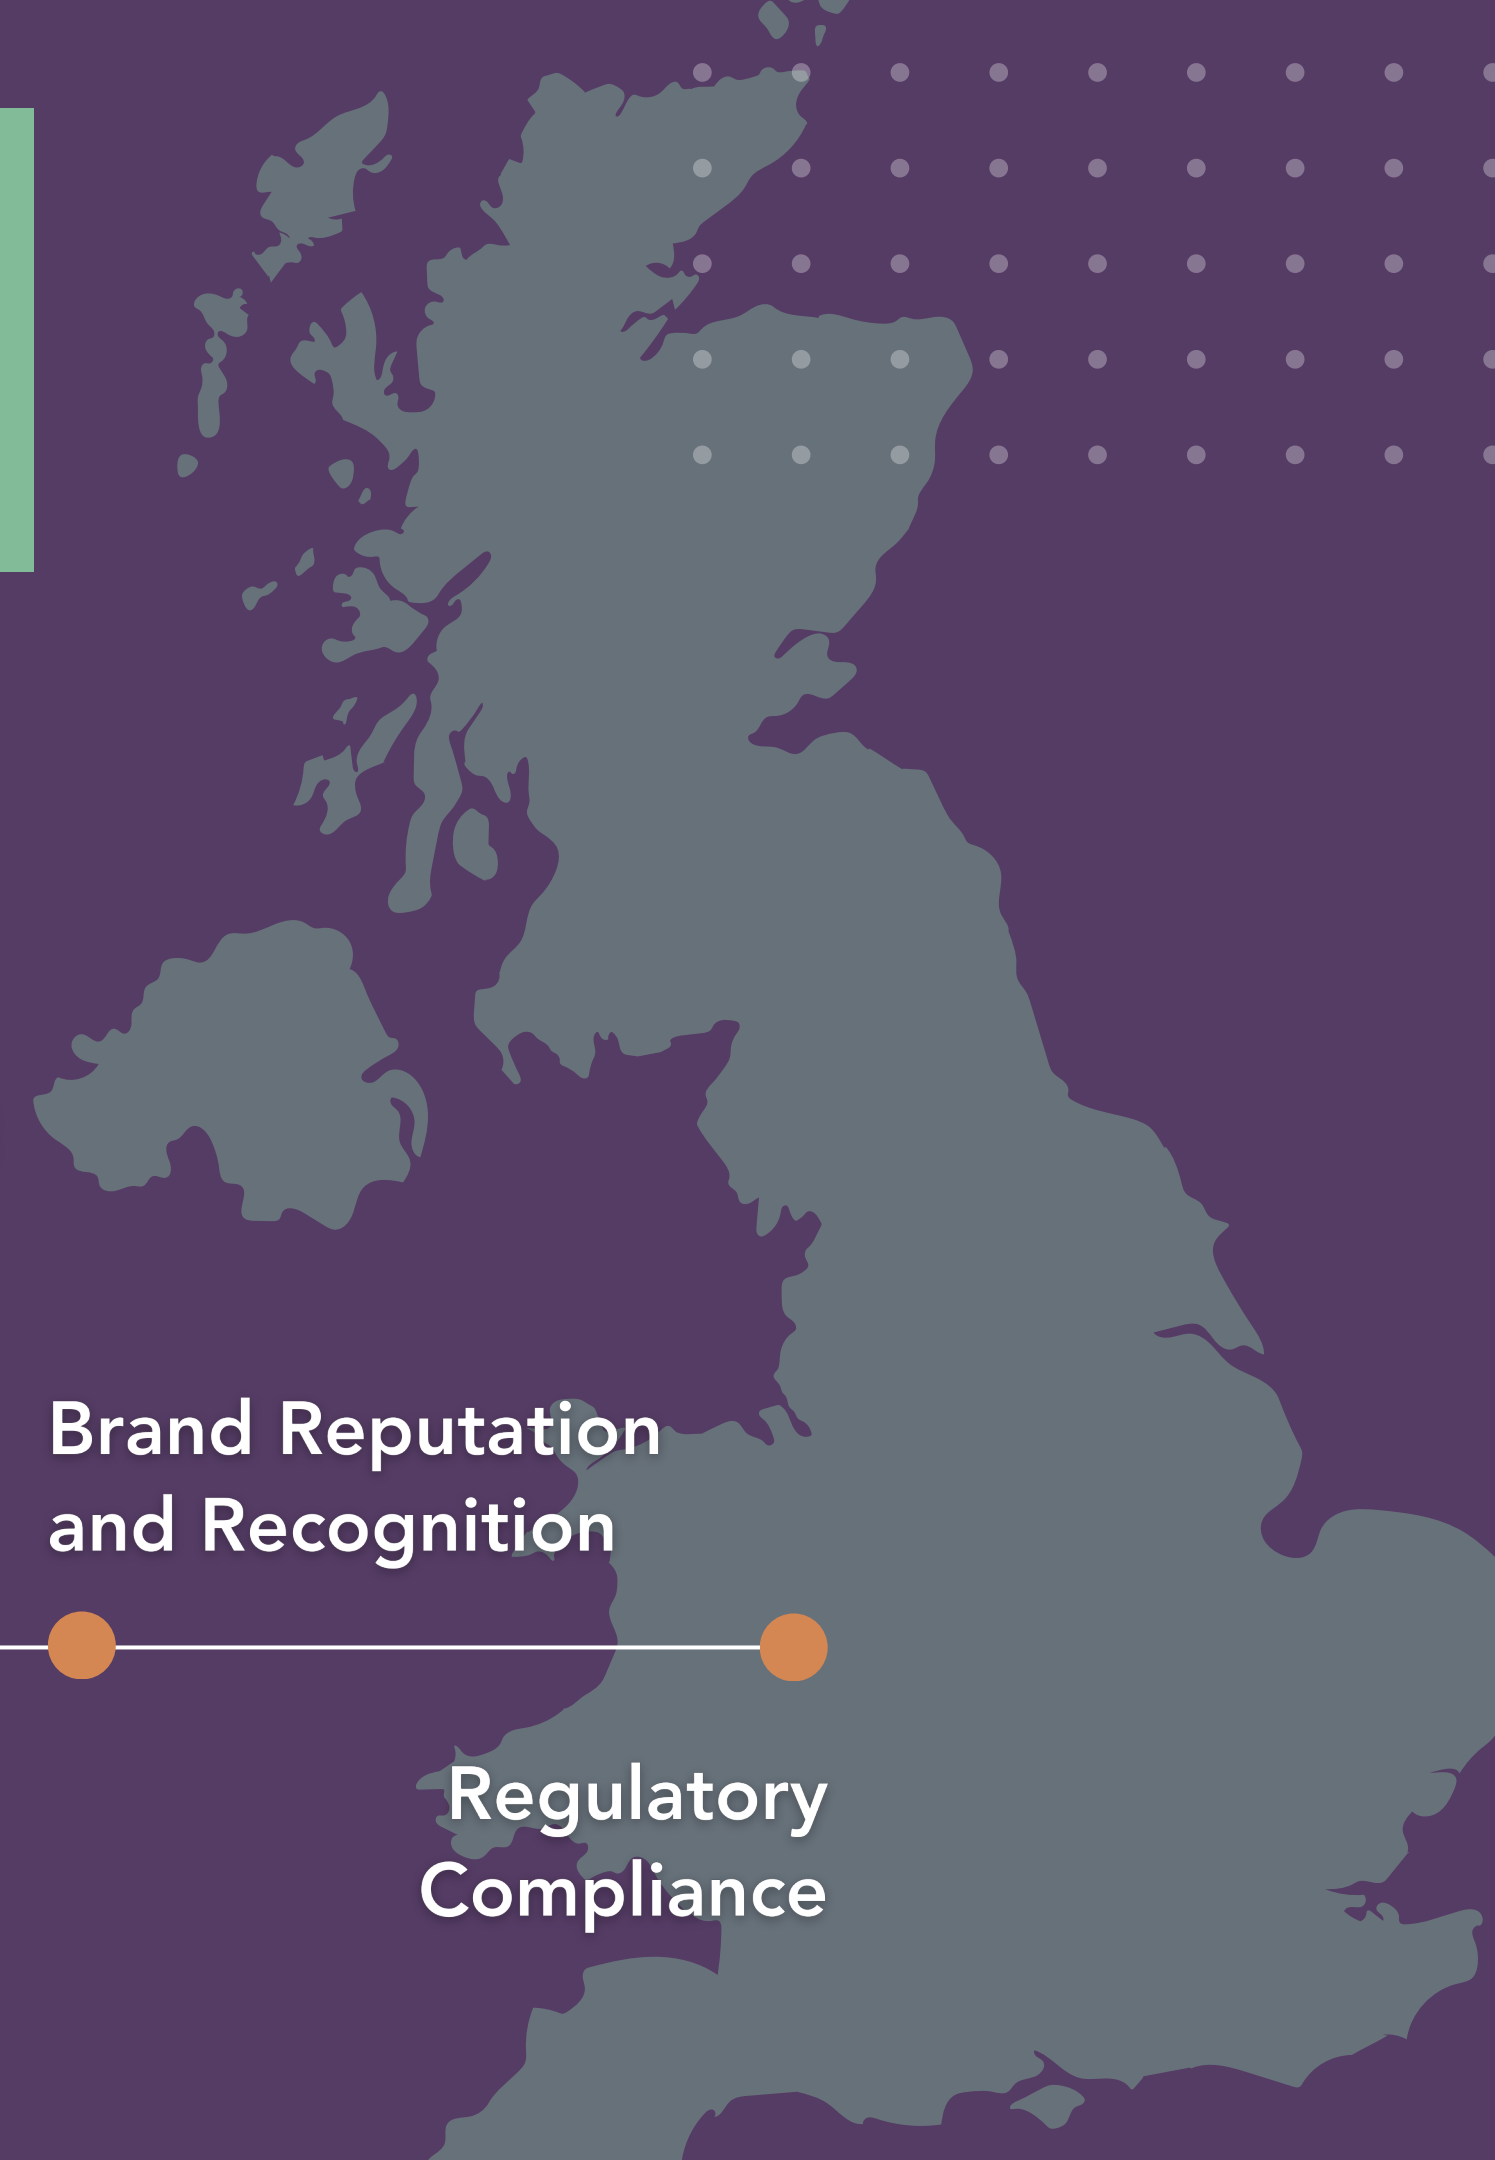 Brand Reputation
and Recognition
Regulatory
Compliance